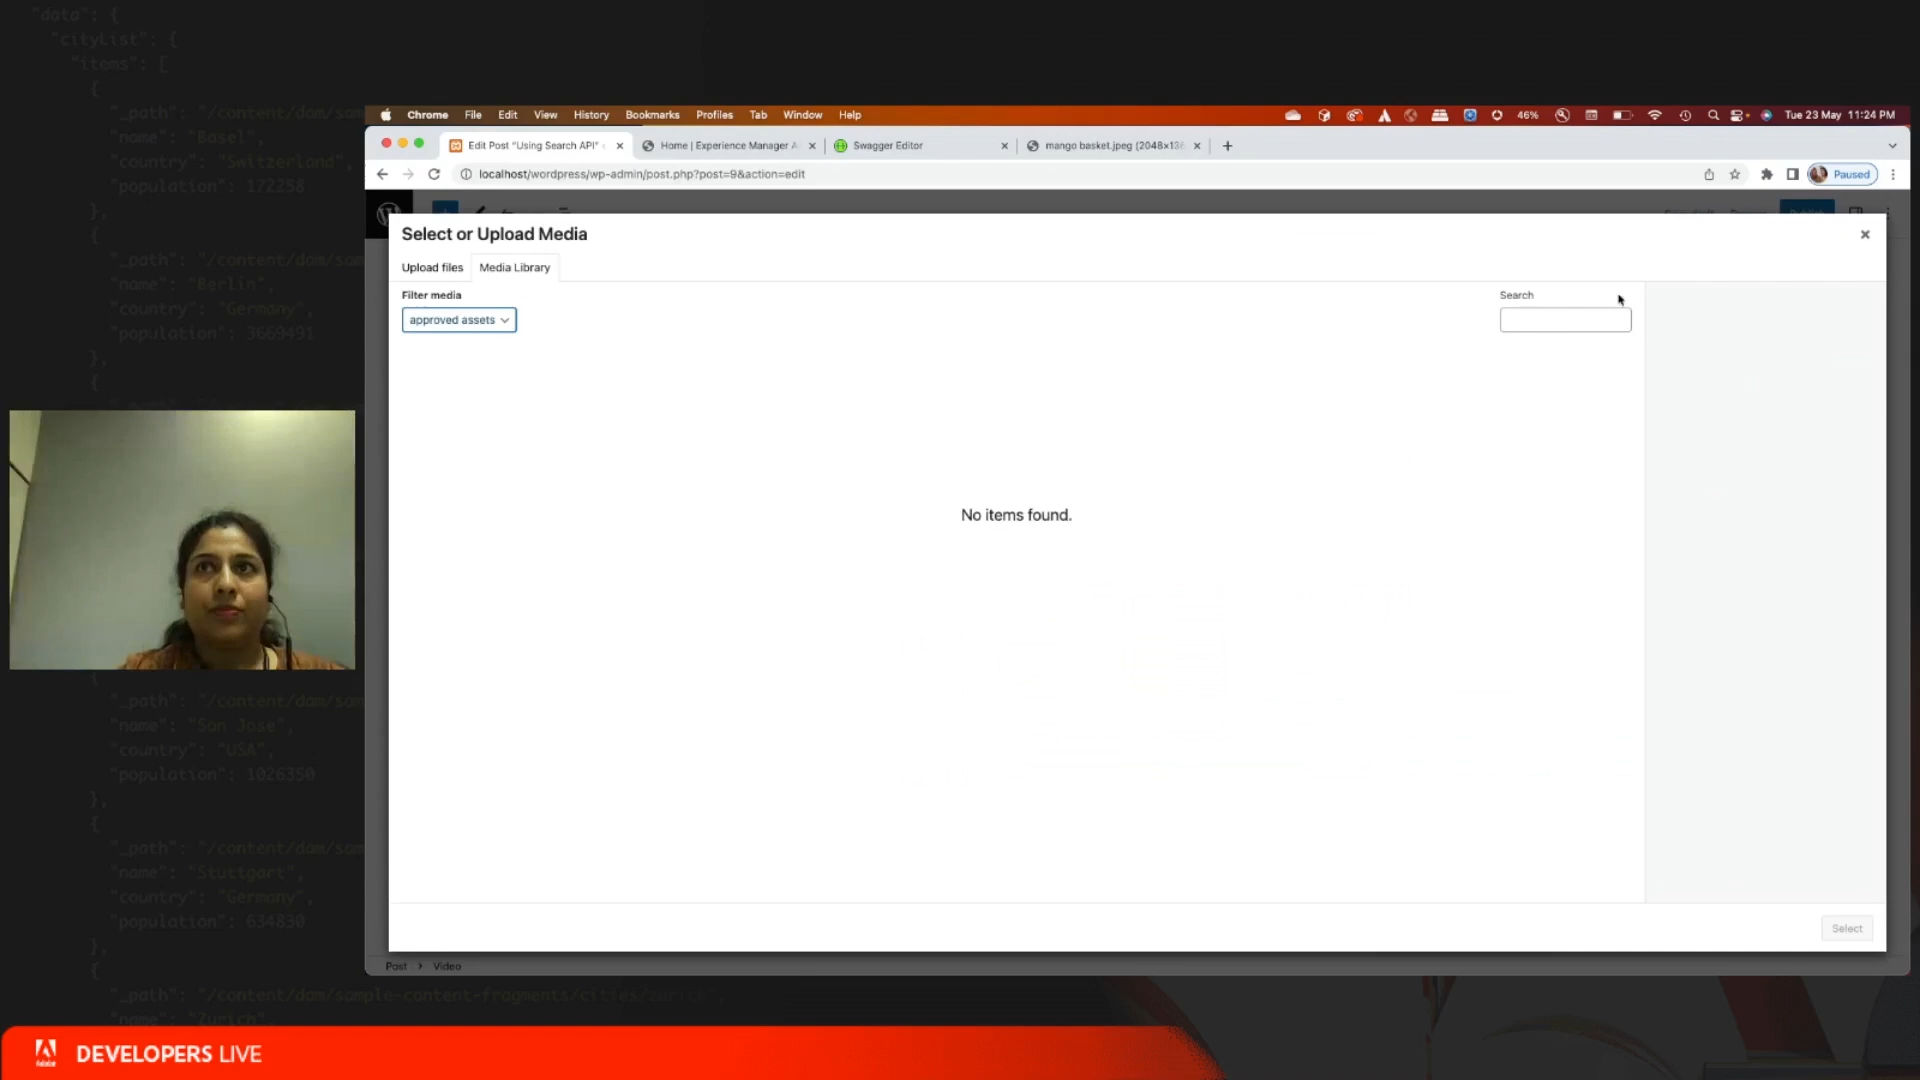 "data": {
"cityList": {
"items": [
{
"_path": "/content/dam/sam
"name": "Basel",
"country": "Switzerland",
"population": 172258
},
{
"_path": "/content/dam/sam
"name": "Berlin",
"country": "Germany",
"population": 3669491
},
{
"_path": "/content/dam/sam
"name": "San Jose",
"country": "USA",
"population": 1026350
},
{
"_path": "/content/dam/sam
"name": "Stuttgart",
"country": "Germany",
"population": 634830
},
{
"_path": "/content/dam/sample-content-fragments/cities/zurich",
"name": "Zurich",
Chrome File Edit View History Bookmarks Profiles Tab Window Help 46% Tue 23 May 11:24 PM
Edit Post "Using Search API" Home | Experience Manager Swagger Editor mango basket.jpeg (2048×13
localhost/wordpress/wp-admin/post.php?post=9&action=edit Paused
Select or Upload Media
Upload files Media Library
Filter media Search
approved assets
No items found.
Select
Post Video
Adobe DEVELOPERS LIVE